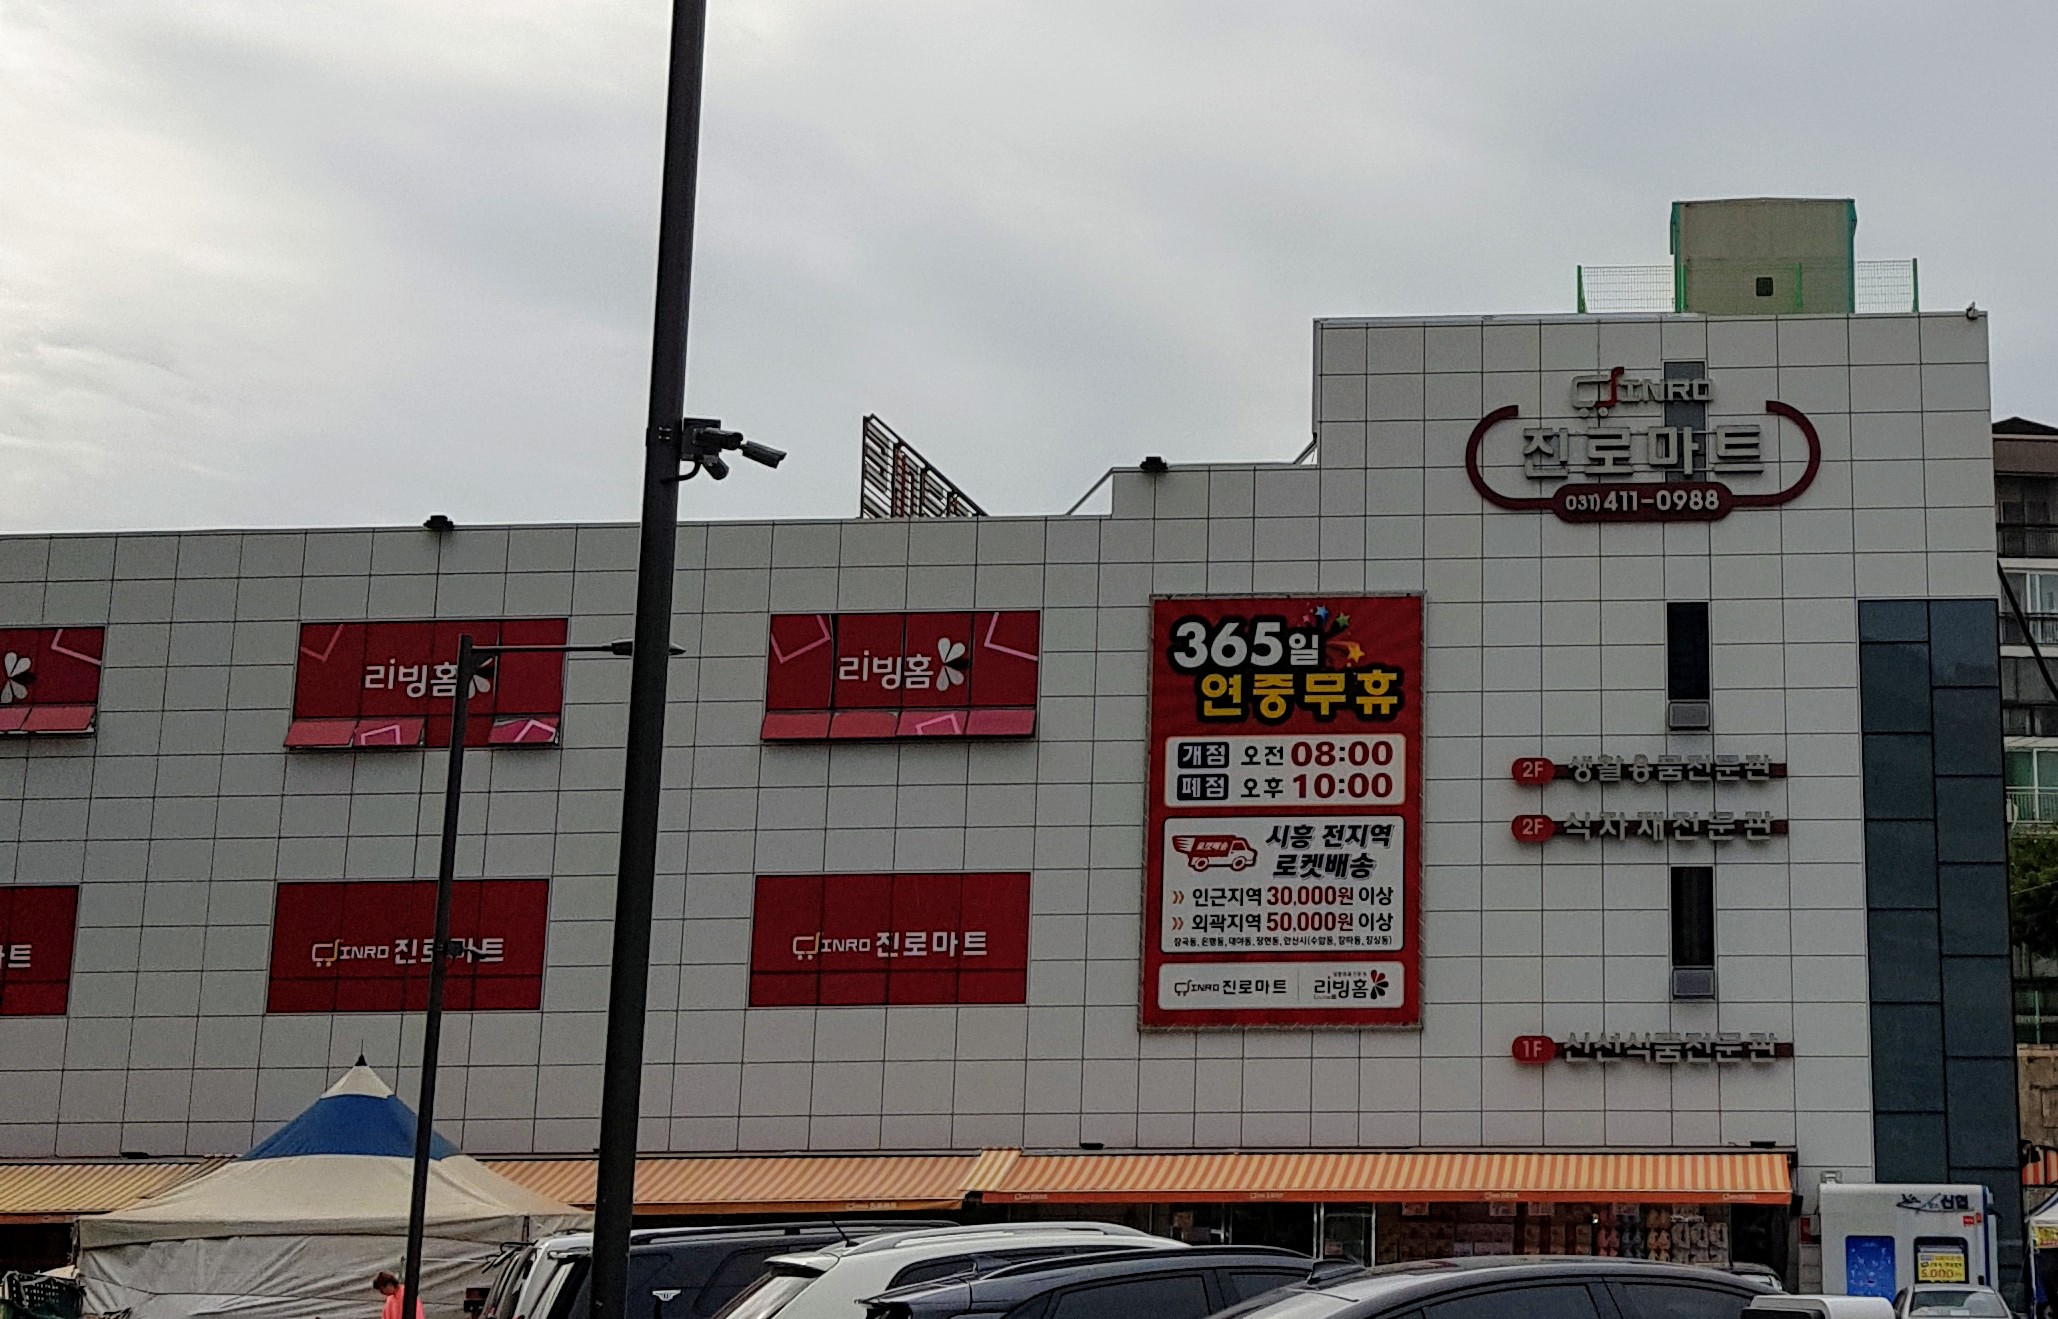 JINRO
진로마트
031)411-0988
리빙홈
리빙홈
365일
연중무휴
개점 오전 08:00
폐점 오후 10:00
로켓배송
시흥 전지역
로켓배송
» 인근지역 30,000원 이상
» 외곽지역 50,000원 이상
JINRO 진로마트
리빙홈
2F 생활용품전문관
2F 식자재전문관
1F 신선식품전문관
트
JINRO 진로마트
JINRO 진로마트
신협
5,000